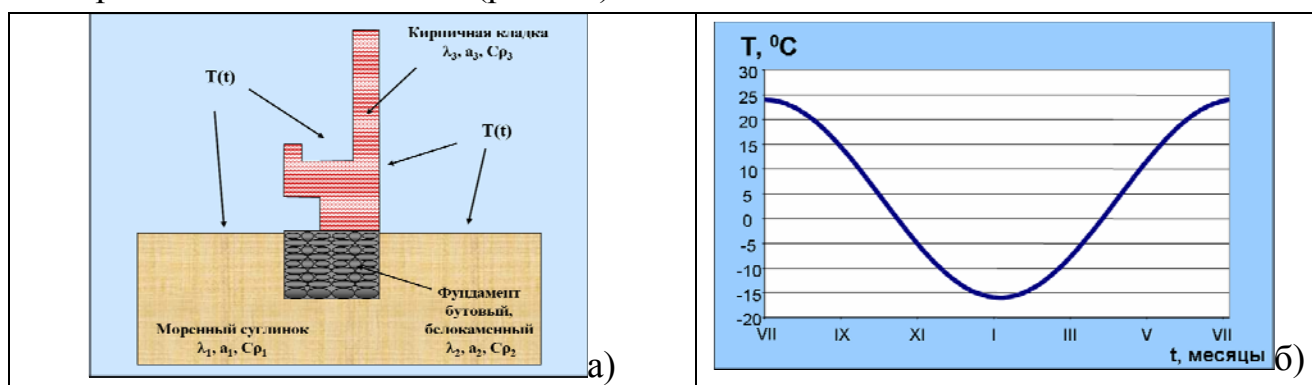 Кирпичная кладка
λ₃, a₃, Cρ₃
T(t)
T(t)
Фундамент
бутовый,
белокаменный
λ₂, a₂, Cρ₂
Моренный суглинок
λ₁, a₁, Cρ₁
а)
T, ⁰C
30
25
20
15
10
5
0
-5
-10
-15
-20
VII IX XI I III V VII
t, месяцы
б)